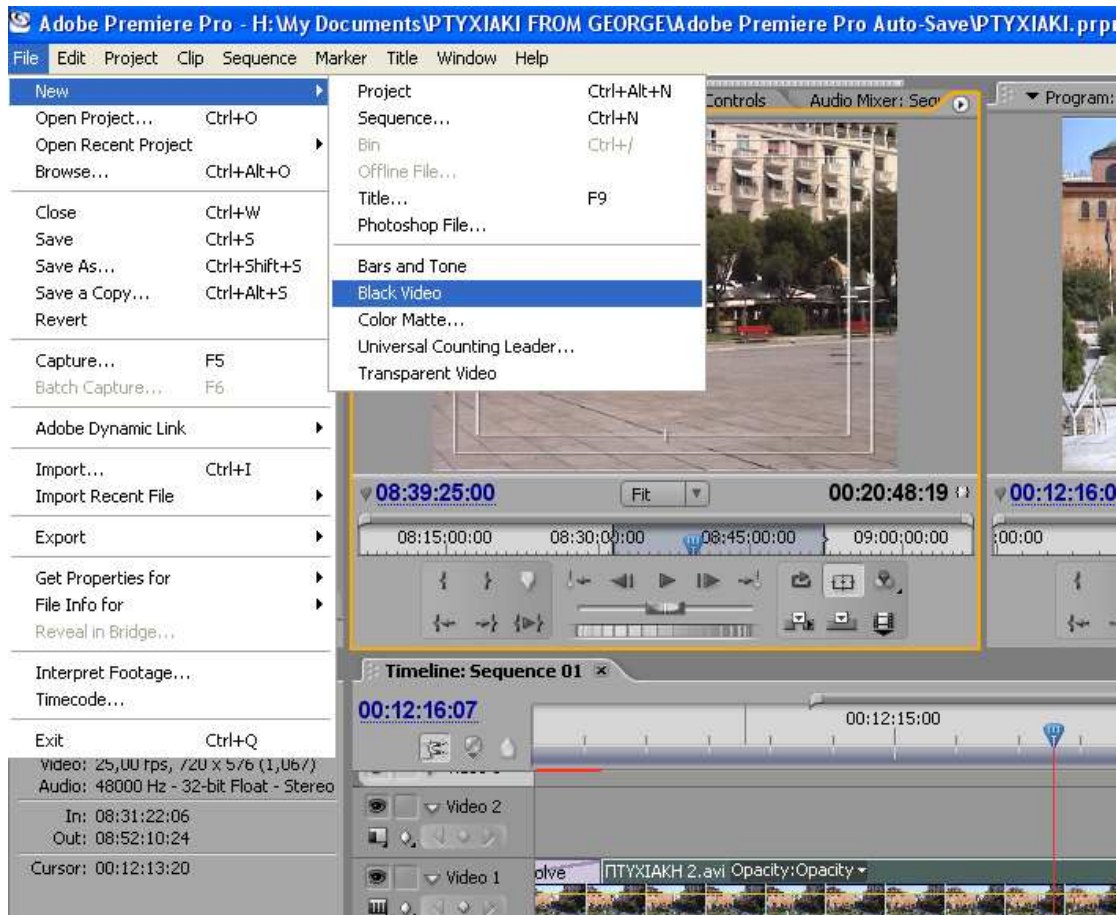 Adobe Premiere Pro - H:\My Documents\PTYXIAKI FROM GEORGE\Adobe Premiere Pro Auto-Save\PTYXIAKI.prp
File Edit Project Clip Sequence Marker Title Window Help
New
Open Project... Ctrl+O
Open Recent Project
Browse... Ctrl+Alt+O
Close Ctrl+W
Save Ctrl+S
Save As... Ctrl+Shift+S
Save a Copy... Ctrl+Alt+S
Revert
Capture... F5
Batch Capture... F6
Adobe Dynamic Link
Import... Ctrl+I
Import Recent File
Export
Get Properties for
File Info for
Reveal in Bridge...
Interpret Footage...
Timecode...
Exit Ctrl+Q
Project Ctrl+Alt+N
Sequence... Ctrl+N
Bin Ctrl+/
Offline File...
Title... F9
Photoshop File...
Bars and Tone
Black Video
Color Matte...
Universal Counting Leader...
Transparent Video
Controls Audio Mixer: Seq
Program:
08:39:25:00 Fit 00:20:48:19
00:12:16:0
08:15:00:00 08:30:00:00 08:45:00:00 09:00:00:00
:00:00
Timeline: Sequence 01
00:12:16:07
00:12:15:00
Video: 25,00 fps, 720 x 576 (1,067)
Audio: 48000 Hz - 32-bit Float - Stereo
In: 08:31:22:06
Out: 08:52:10:24
Cursor: 00:12:13:20
Video 2
Video 1
olve ΠΤΥΧΙΑΚΗ 2.avi Opacity:Opacity